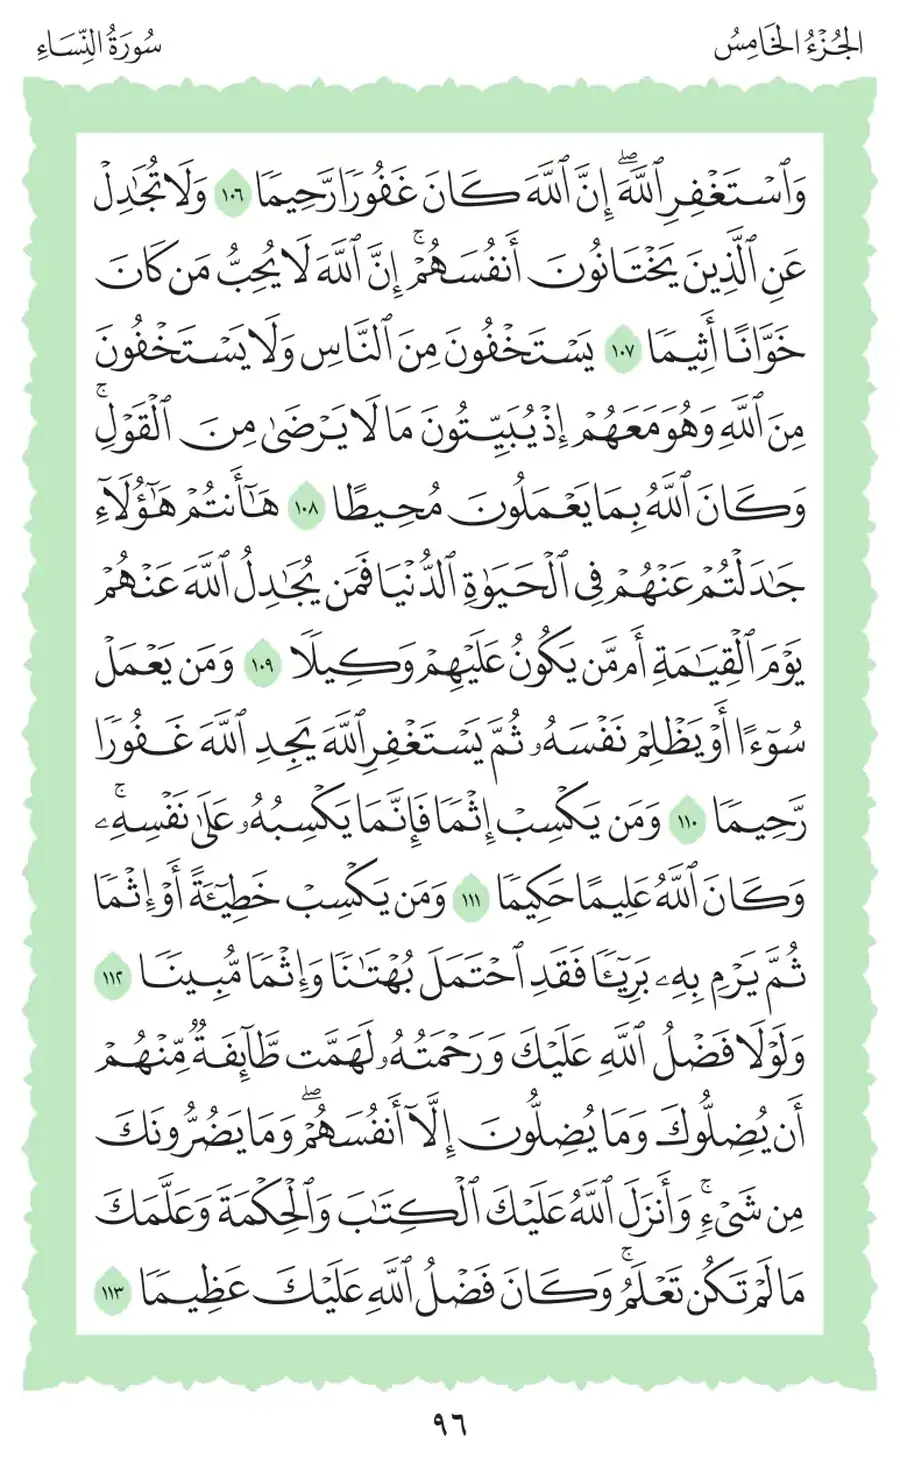 الجُزْءُ الخَامِسُ سُورَةُ النِّسَاءِ
وَٱسْتَغْفِرِ ٱللَّهَۖ إِنَّ ٱللَّهَ كَانَ غَفُورٗا رَّحِيمٗا ١٠٦ وَلَا تُجَٰدِلْ
عَنِ ٱلَّذِينَ يَخْتَانُونَ أَنفُسَهُمْۚ إِنَّ ٱللَّهَ لَا يُحِبُّ مَن كَانَ
خَوَّانًا أَثِيمٗا ١٠٧ يَسْتَخْفُونَ مِنَ ٱلنَّاسِ وَلَا يَسْتَخْفُونَ
مِنَ ٱللَّهِ وَهُوَ مَعَهُمْ إِذْ يُبَيِّتُونَ مَا لَا يَرْضَىٰ مِنَ ٱلْقَوْلِۚ
وَكَانَ ٱللَّهُ بِمَا يَعْمَلُونَ مُحِيطًا ١٠٨ هَٰٓأَنتُمْ هَٰٓؤُلَآءِ
جَٰدَلْتُمْ عَنْهُمْ فِى ٱلْحَيَوٰةِ ٱلدُّنْيَا فَمَن يُجَٰدِلُ ٱللَّهَ عَنْهُمْ
يَوْمَ ٱلْقِيَٰمَةِ أَم مَّن يَكُونُ عَلَيْهِمْ وَكِيلٗا ١٠٩ وَمَن يَعْمَلْ
سُوٓءًا أَوْ يَظْلِمْ نَفْسَهُۥ ثُمَّ يَسْتَغْفِرِ ٱللَّهَ يَجِدِ ٱللَّهَ غَفُورٗا
رَّحِيمٗا ١١٠ وَمَن يَكْسِبْ إِثْمٗا فَإِنَّمَا يَكْسِبُهُۥ عَلَىٰ نَفْسِهِۦۚ
وَكَانَ ٱللَّهُ عَلِيمًا حَكِيمٗا ١١١ وَمَن يَكْسِبْ خَطِيٓـَٔةً أَوْ إِثْمٗا
ثُمَّ يَرْمِ بِهِۦ بَرِيٓـٔٗا فَقَدِ ٱحْتَمَلَ بُهْتَٰنٗا وَإِثْمٗا مُّبِينٗا ١١٢
وَلَوْلَا فَضْلُ ٱللَّهِ عَلَيْكَ وَرَحْمَتُهُۥ لَهَمَّت طَّآئِفَةٌ مِّنْهُمْ
أَن يُضِلُّوكَ وَمَا يُضِلُّونَ إِلَّآ أَنفُسَهُمْۖ وَمَا يَضُرُّونَكَ
مِن شَىْءٍۚ وَأَنزَلَ ٱللَّهُ عَلَيْكَ ٱلْكِتَٰبَ وَٱلْحِكْمَةَ وَعَلَّمَكَ
مَا لَمْ تَكُن تَعْلَمُۚ وَكَانَ فَضْلُ ٱللَّهِ عَلَيْكَ عَظِيمٗا ١١٣
٩٦